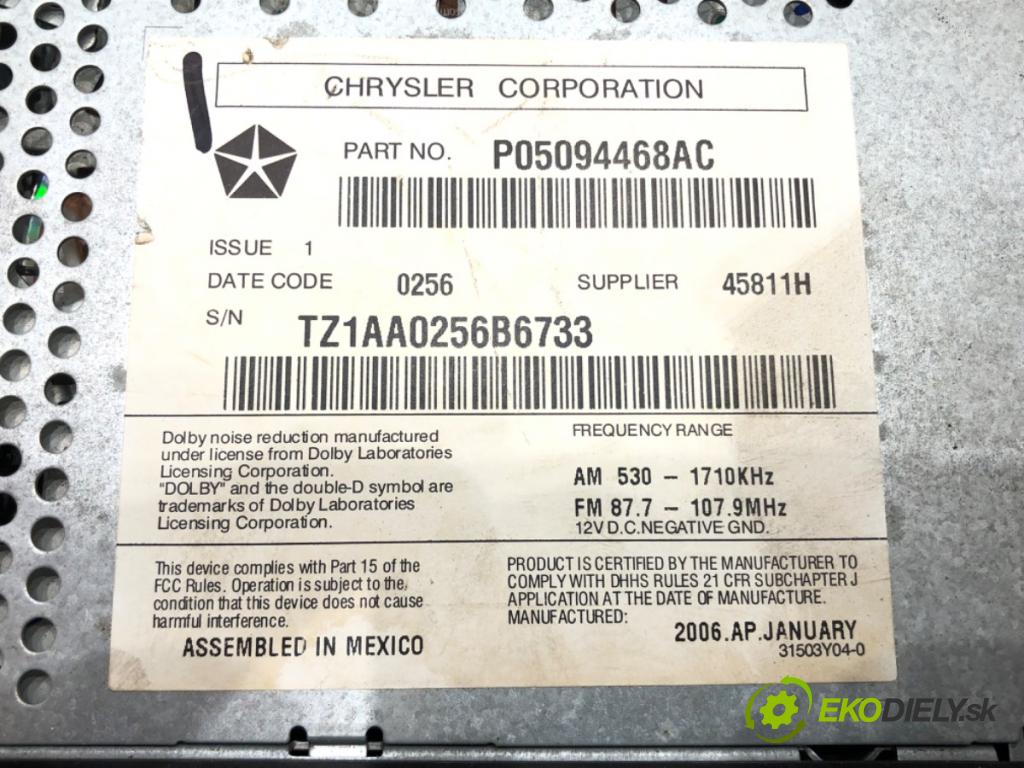 CHRYSLER CORPORATION
PART NO. P05094468AC
ISSUE 1
DATE CODE 0256 SUPPLIER 45811H
S/N TZ1AA0256B6733
Dolby noise reduction manufactured
under license from Dolby Laboratories
Licensing Corporation.
"DOLBY" and the double-D symbol are
trademarks of Dolby Laboratories
Licensing Corporation.
FREQUENCY RANGE
AM 530 - 1710KHz
FM 87.7 - 107.9MHz
12V D.C. NEGATIVE GND.
This device complies with Part 15 of the
FCC Rules. Operation is subject to the
condition that this device does not cause
harmful interference.
ASSEMBLED IN MEXICO
PRODUCT IS CERTIFIED BY THE MANUFACTURER TO
COMPLY WITH DHHS RULES 21 CFR SUBCHAPTER J
APPLICATION AT THE DATE OF MANUFACTURE.
MANUFACTURED:
2006.AP.JANUARY
31503Y04-0
EKODIELY.sk